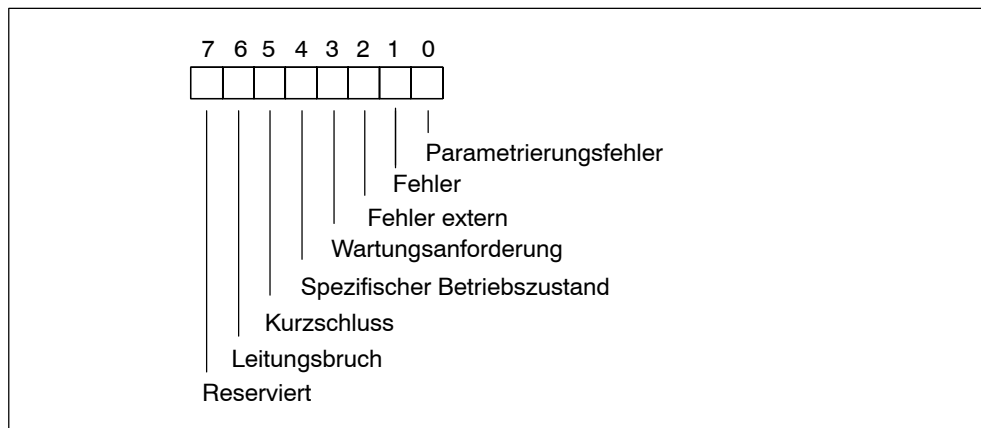 7 6 5 4 3 2 1 0
Parametrierungsfehler
Fehler
Fehler extern
Wartungsanforderung
Spezifischer Betriebszustand
Kurzschluss
Leitungsbruch
Reserviert